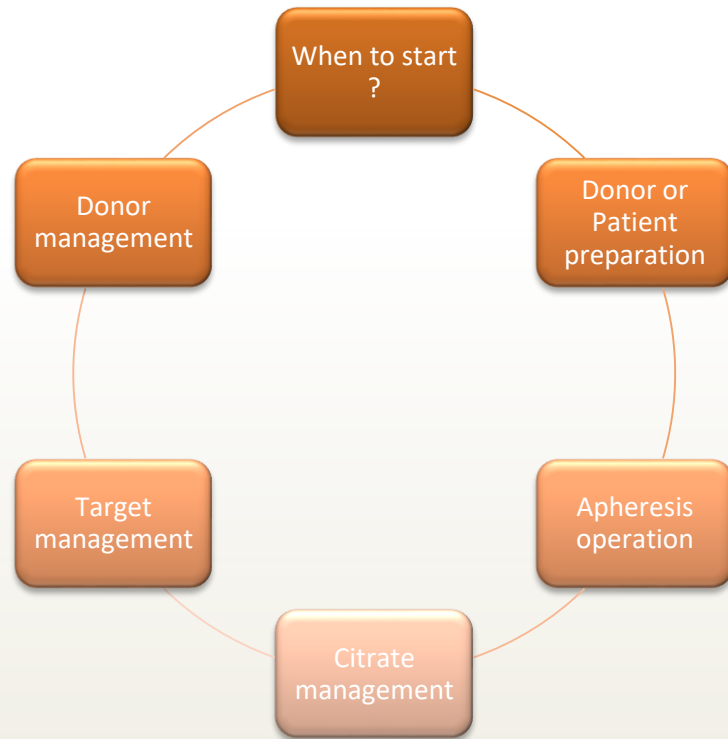 When to start
?
Donor or
Patient
preparation
Apheresis
operation
Citrate
management
Target
management
Donor
management